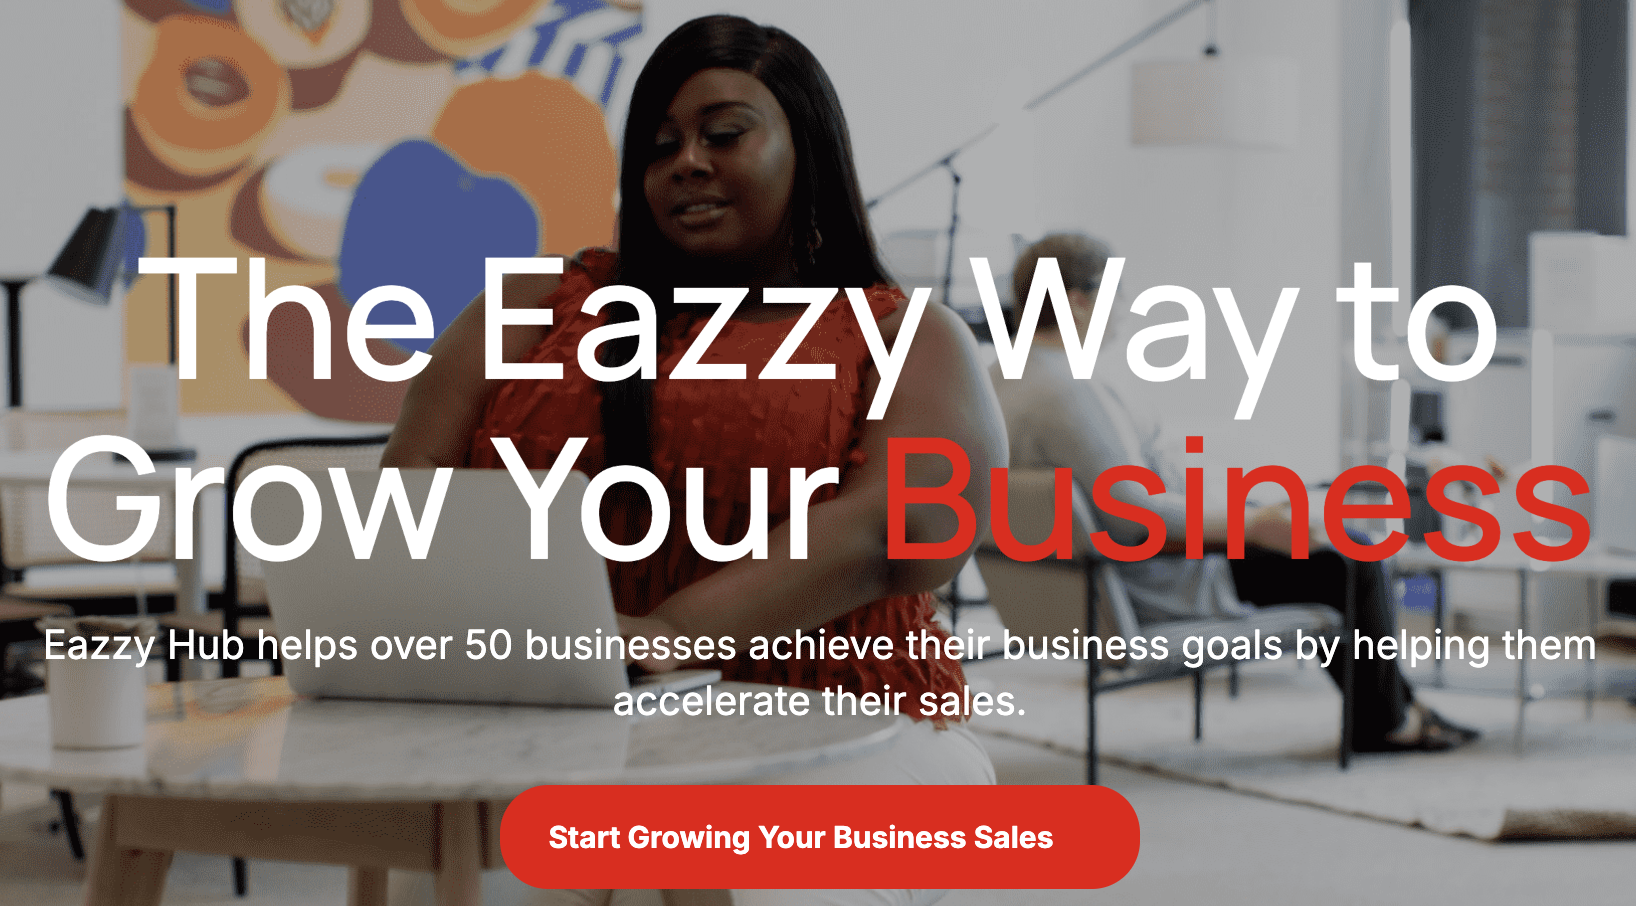 The Eazzy Way to
Grow Your Business
Eazzy Hub helps over 50 businesses achieve their business goals by helping them
accelerate their sales.
Start Growing Your Business Sales